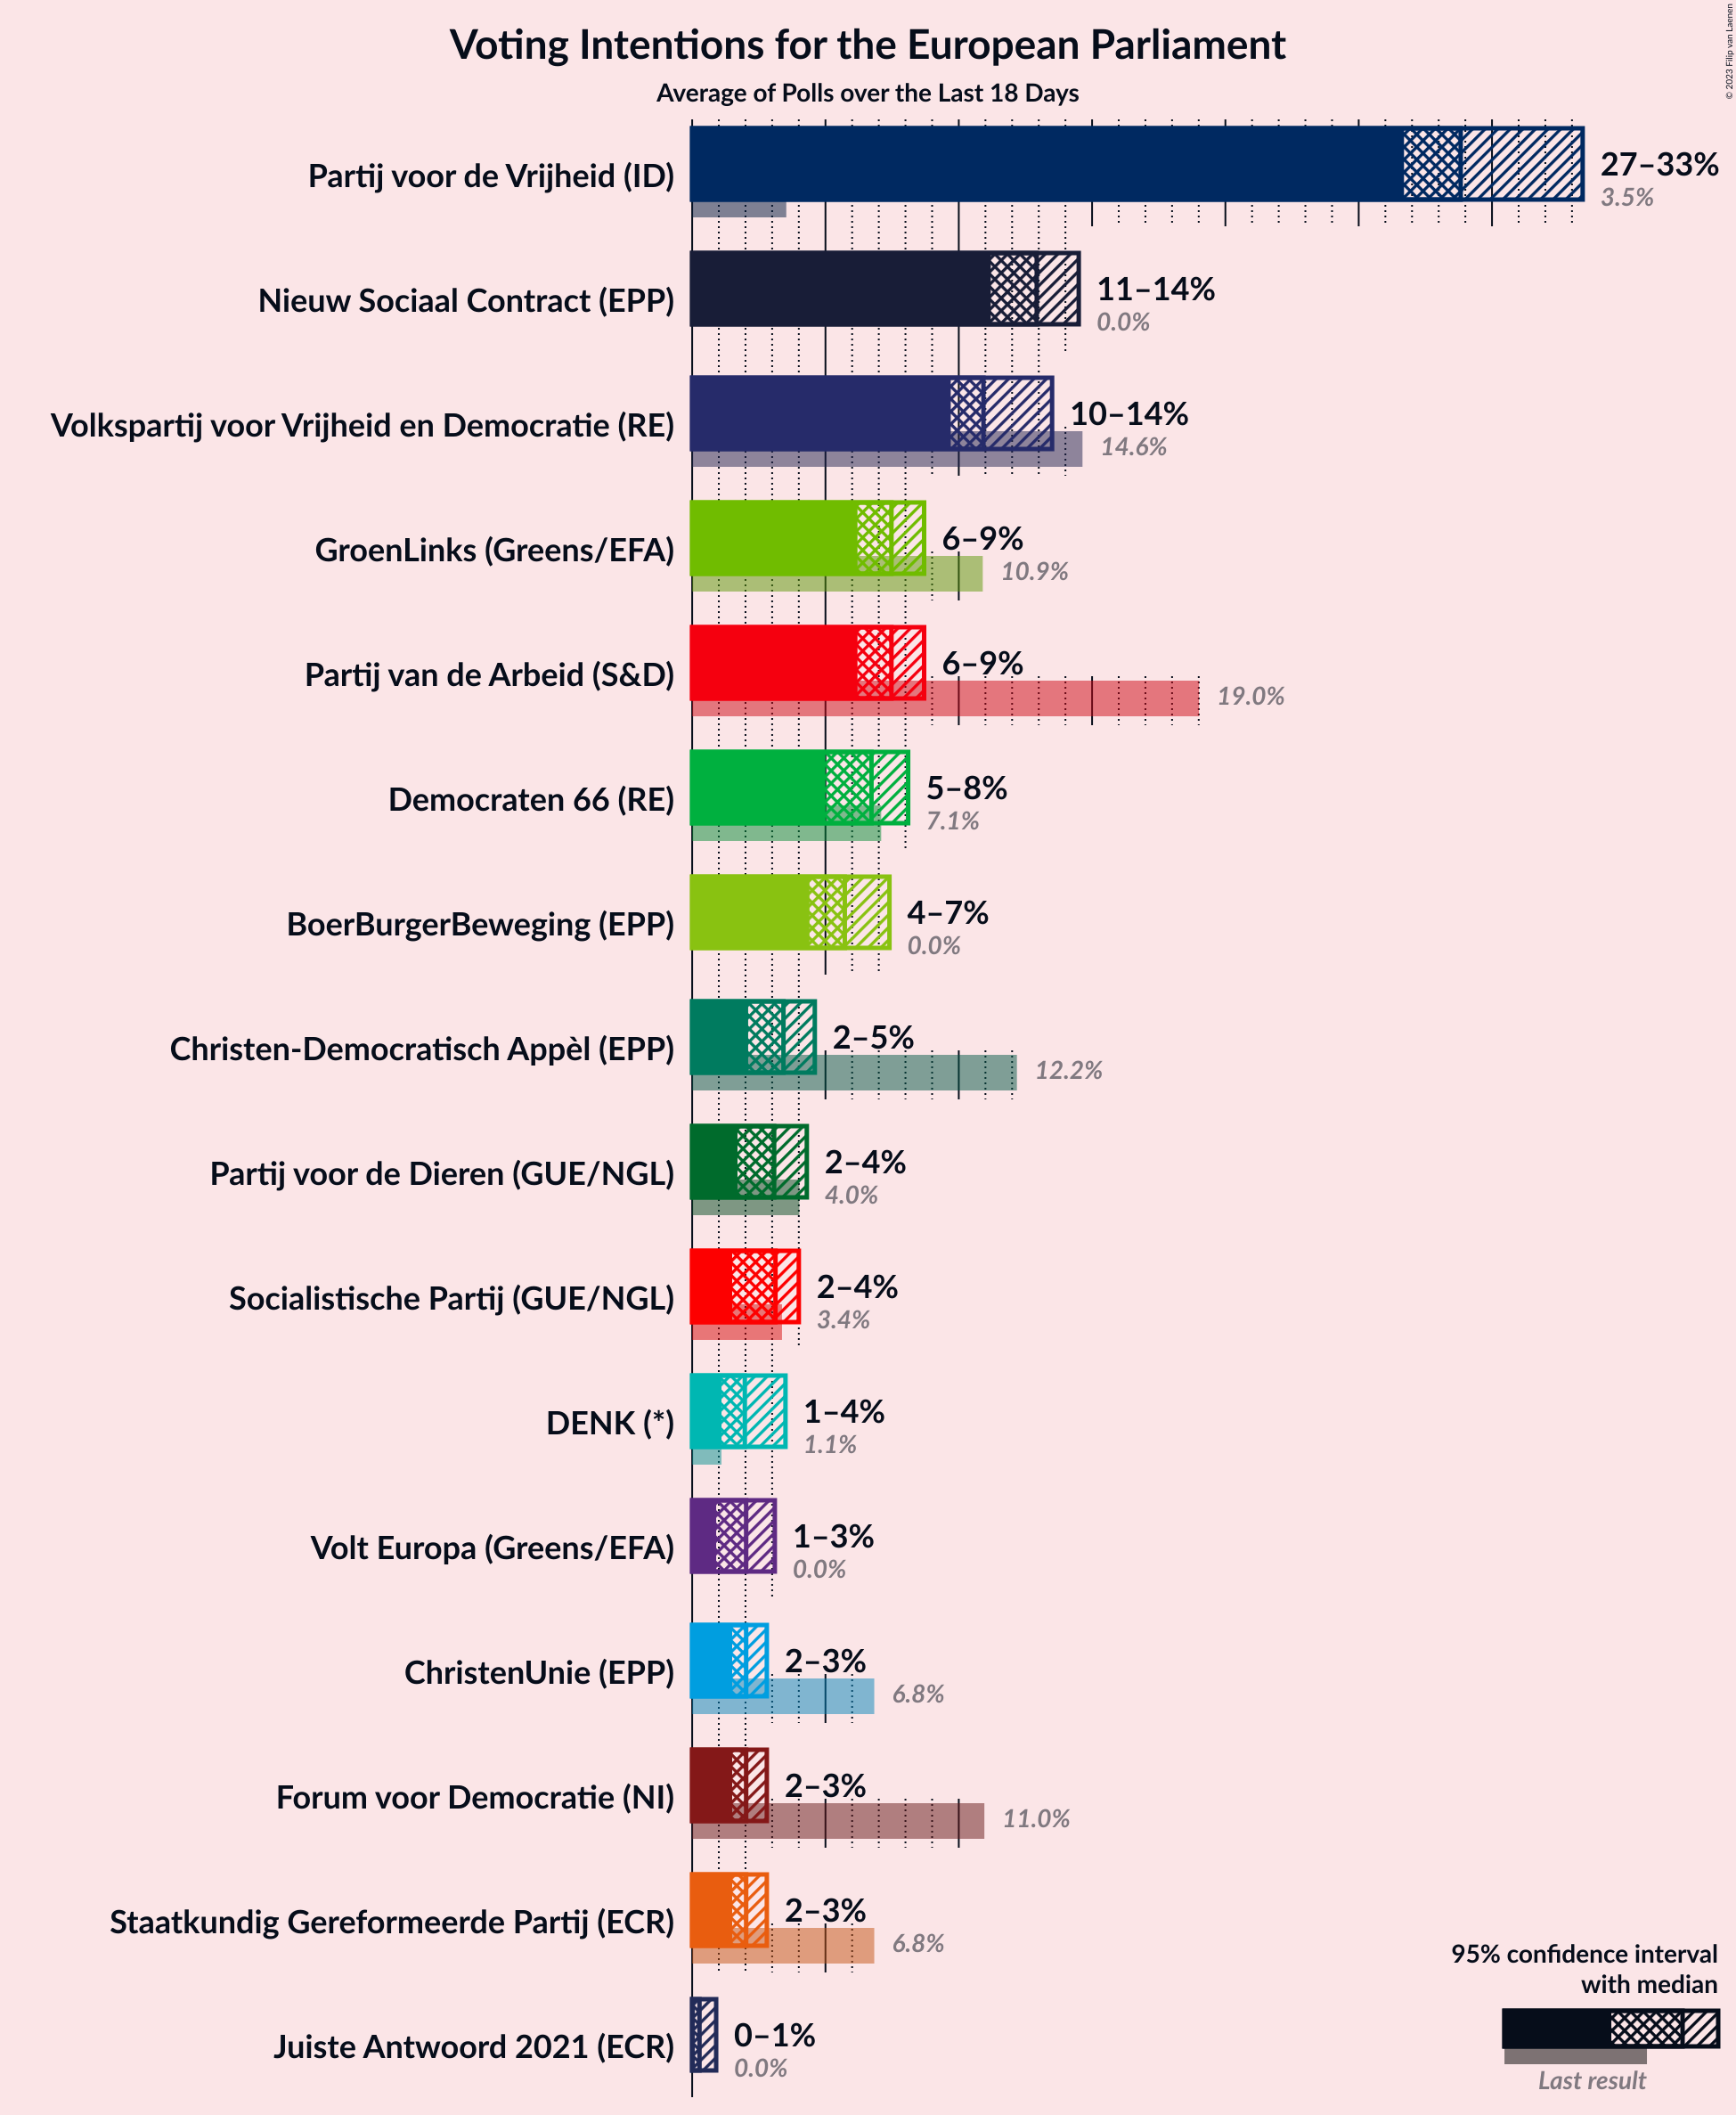 Voting Intentions for the European Parliament
Average of Polls over the Last 18 Days
© 2023 Filip van Laenen
Partij voor de Vrijheid (ID)
27–33%
3.5%
Nieuw Sociaal Contract (EPP)
11–14%
0.0%
Volkspartij voor Vrijheid en Democratie (RE)
10–14%
14.6%
GroenLinks (Greens/EFA)
6–9%
10.9%
Partij van de Arbeid (S&D)
6–9%
19.0%
Democraten 66 (RE)
5–8%
7.1%
BoerBurgerBeweging (EPP)
4–7%
0.0%
Christen-Democratisch Appèl (EPP)
2–5%
12.2%
Partij voor de Dieren (GUE/NGL)
2–4%
4.0%
Socialistische Partij (GUE/NGL)
2–4%
3.4%
DENK (*)
1–4%
1.1%
Volt Europa (Greens/EFA)
1–3%
0.0%
ChristenUnie (EPP)
2–3%
6.8%
Forum voor Democratie (NI)
2–3%
11.0%
Staatkundig Gereformeerde Partij (ECR)
2–3%
6.8%
Juiste Antwoord 2021 (ECR)
0–1%
0.0%
95% confidence interval
with median
Last result